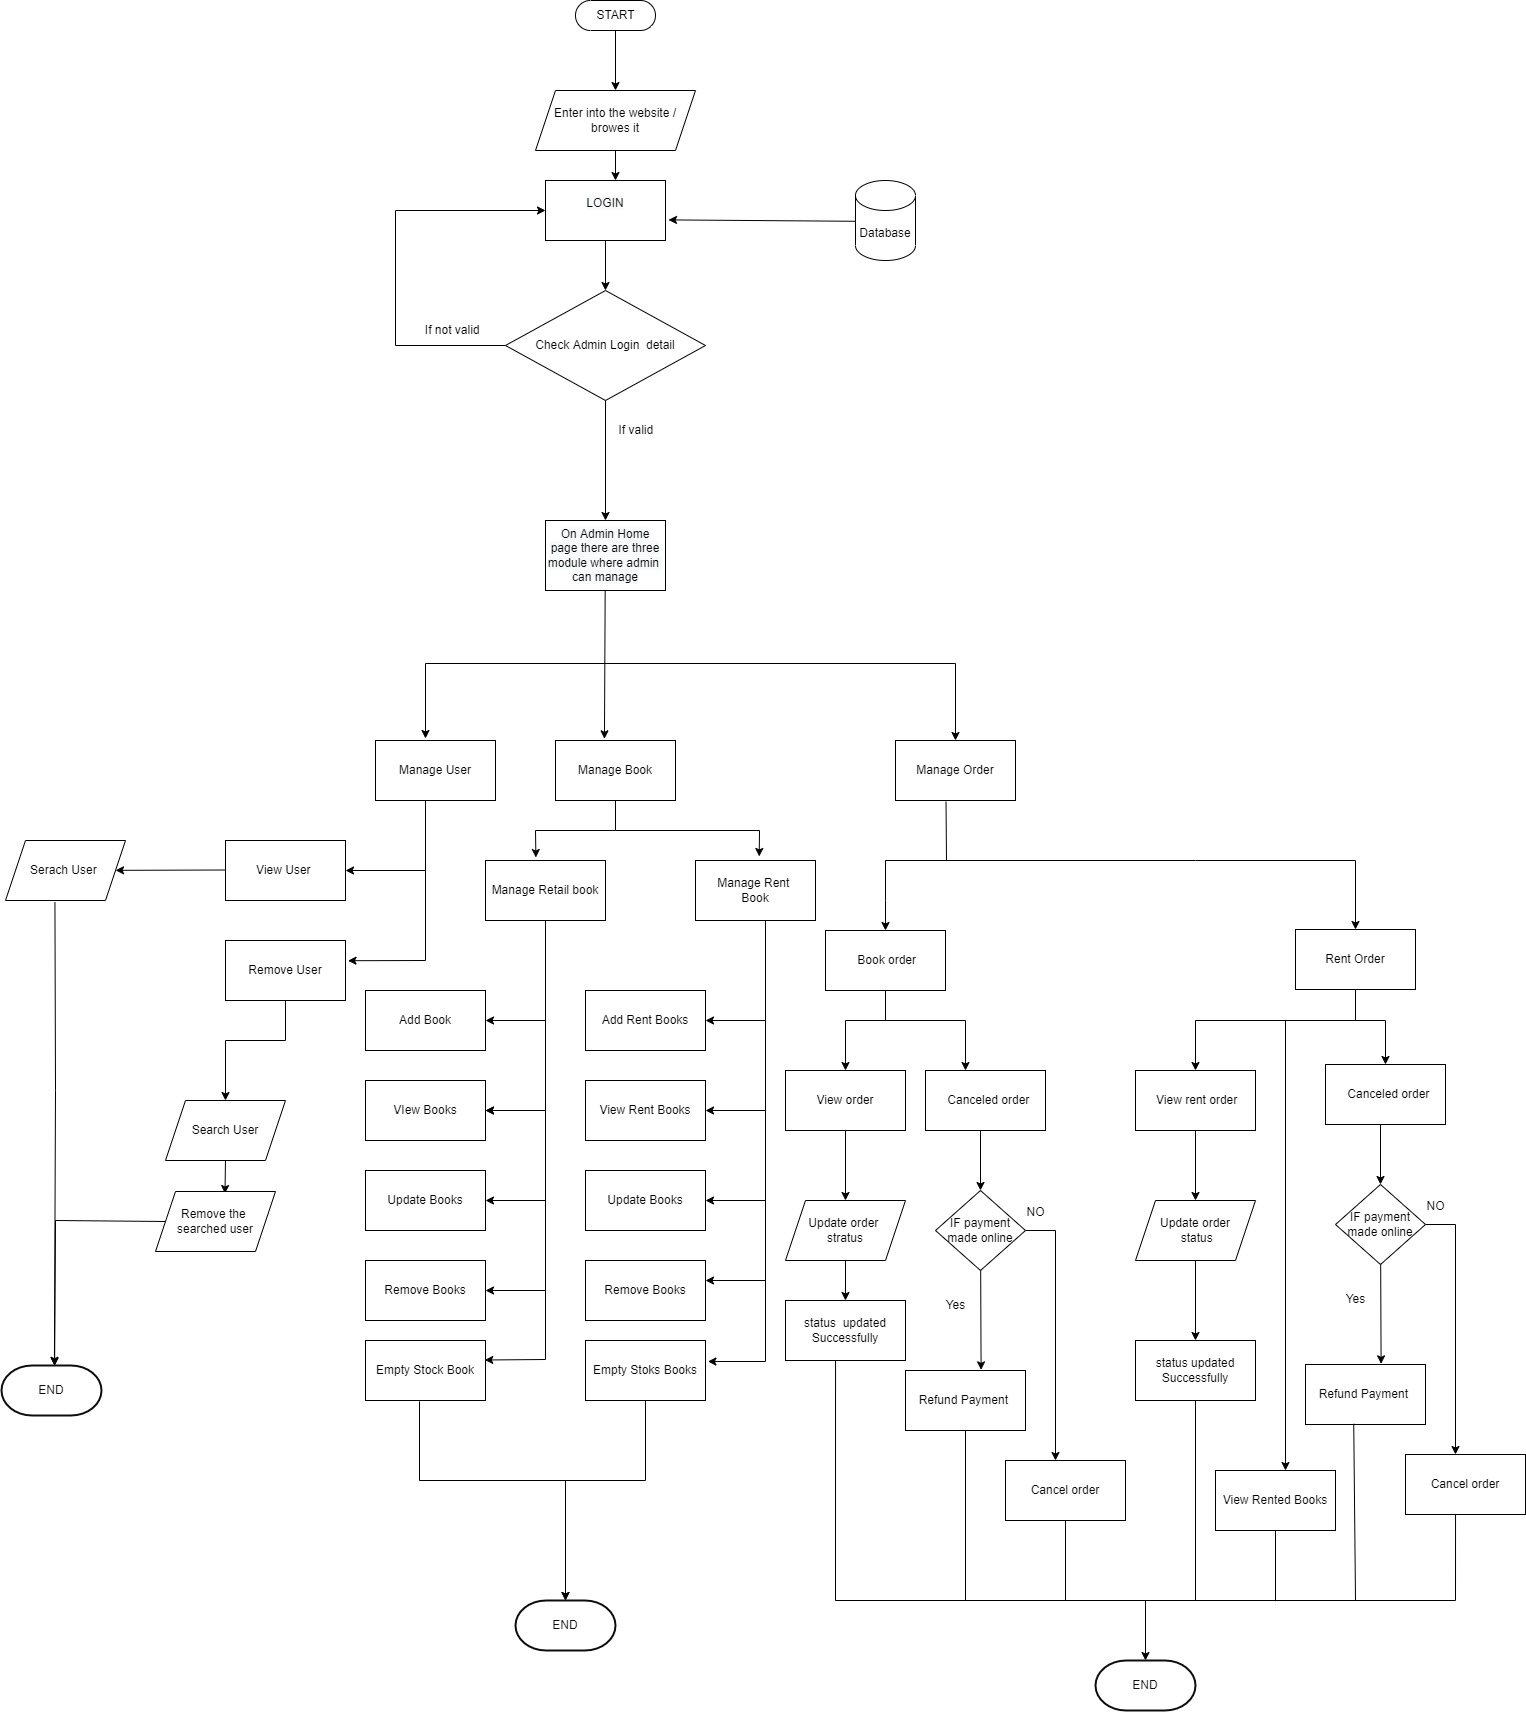 START
Enter into the website /
browes it
LOGIN
Database
If not valid
Check Admin Login  detail
If valid
On Admin Home
page there are three
module where admin
can manage
Manage User
Manage Book
Manage Order
Serach User
View User
Manage Retail book
Manage Rent
Book
Remove User
Book order
Rent Order
Add Book
Add Rent Books
View order
Canceled order
View rent order
Canceled order
VIew Books
View Rent Books
Search User
Update Books
Update Books
Remove the
searched user
Update order
stratus
IF payment
made online
NO
Update order
status
IF payment
made online
NO
Remove Books
Remove Books
Yes
Yes
status  updated
Successfully
Empty Stock Book
Empty Stoks Books
status updated
Successfully
END
Refund Payment
Refund Payment
Cancel order
View Rented Books
Cancel order
END
END